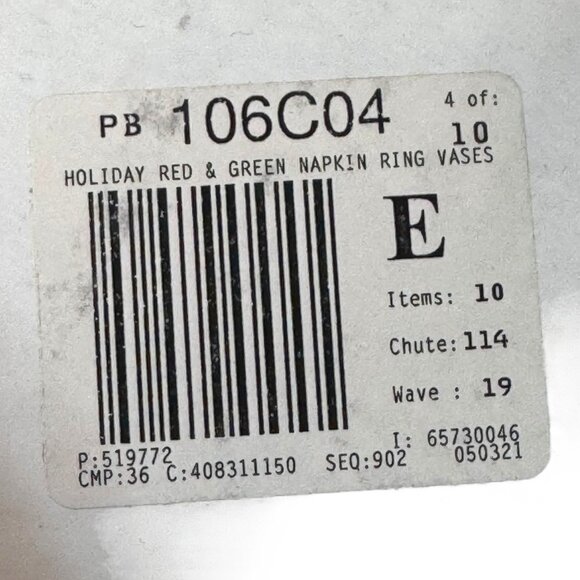 PB 106C04 4 of: 10
HOLIDAY RED & GREEN NAPKIN RING VASES
E
Items: 10
Chute: 114
Wave : 19
I: 65730046
P:519772
CMP:36 C:408311150 SEQ:902 050321